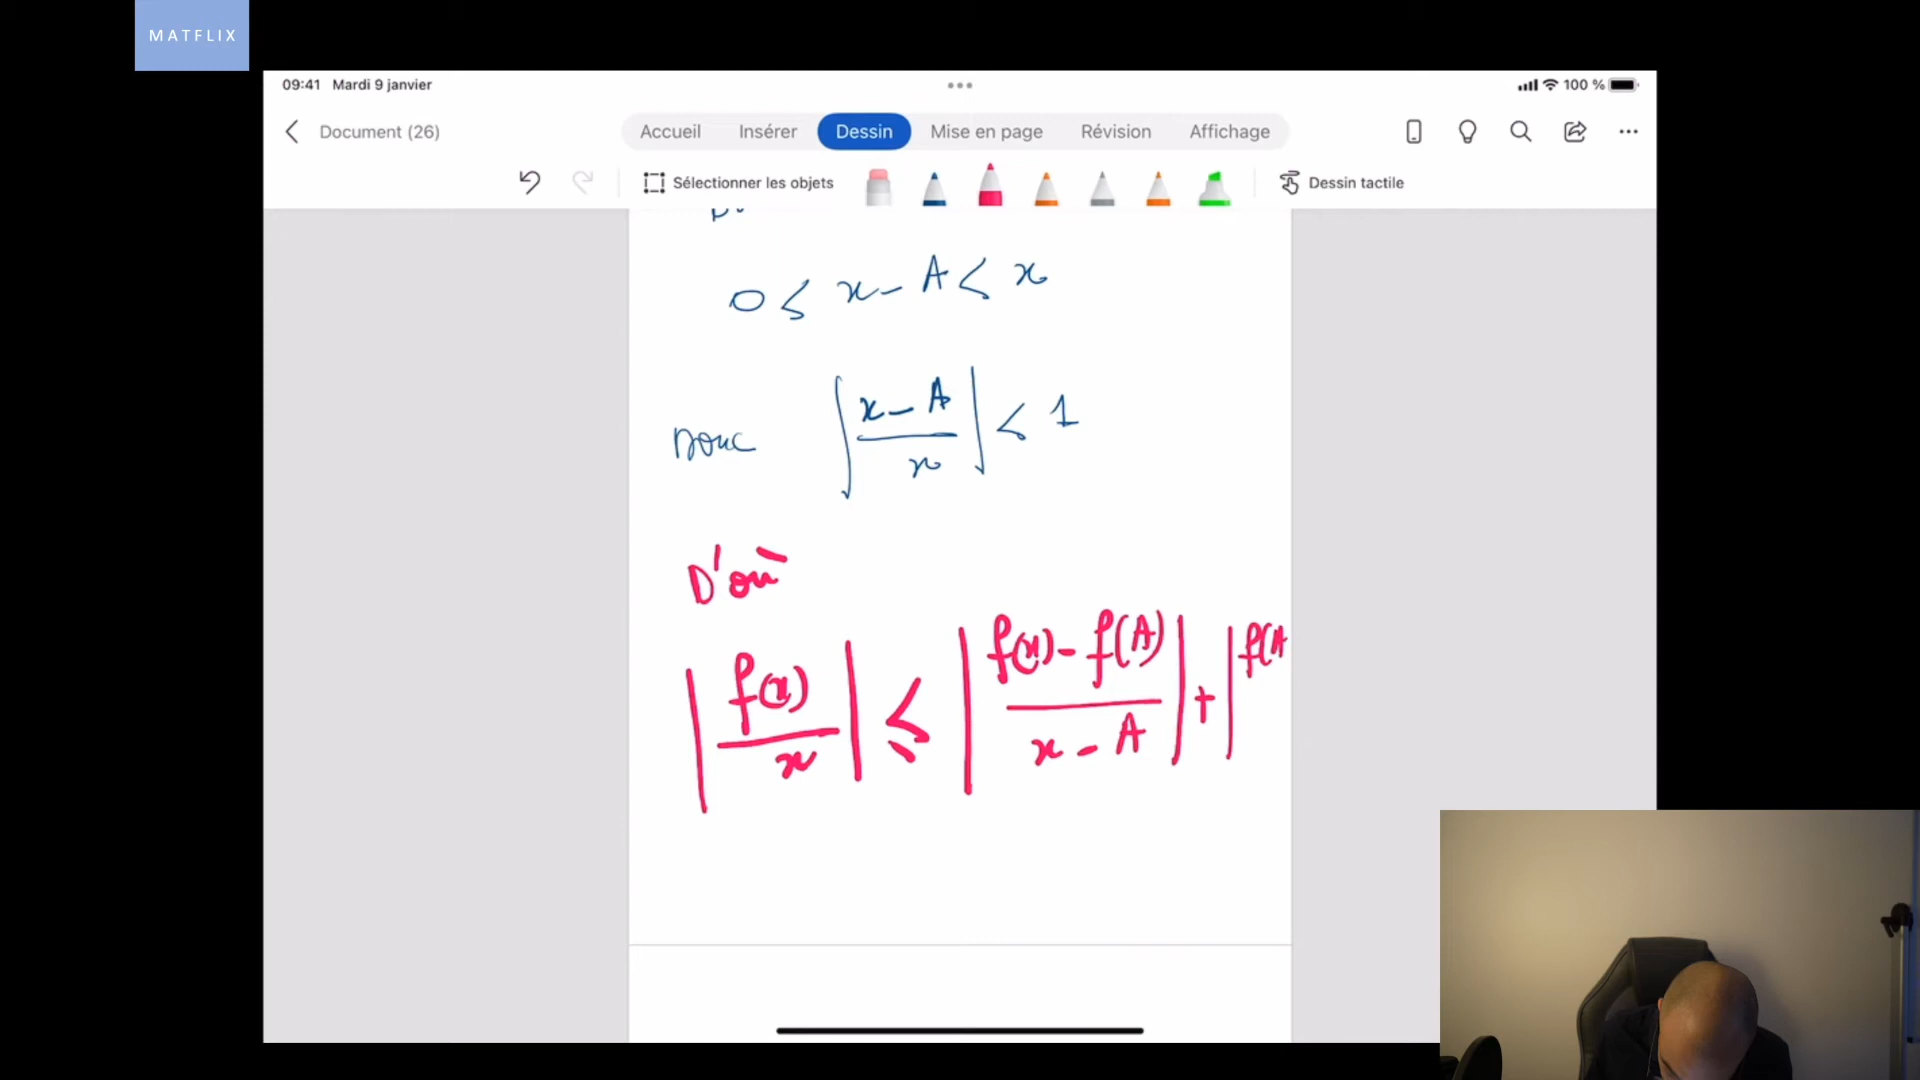 MATFLIX
09:41 Mardi 9 janvier
100 %
Document (26)
Accueil Insérer Dessin Mise en page Révision Affichage
Sélectionner les objets
Dessin tactile
0 ≤ x - A ≤ x
Donc | (x - A) / x | ≤ 1
D'où
| f(x) / x | ≤ | (f(x) - f(A)) / (x - A) | + | f(A